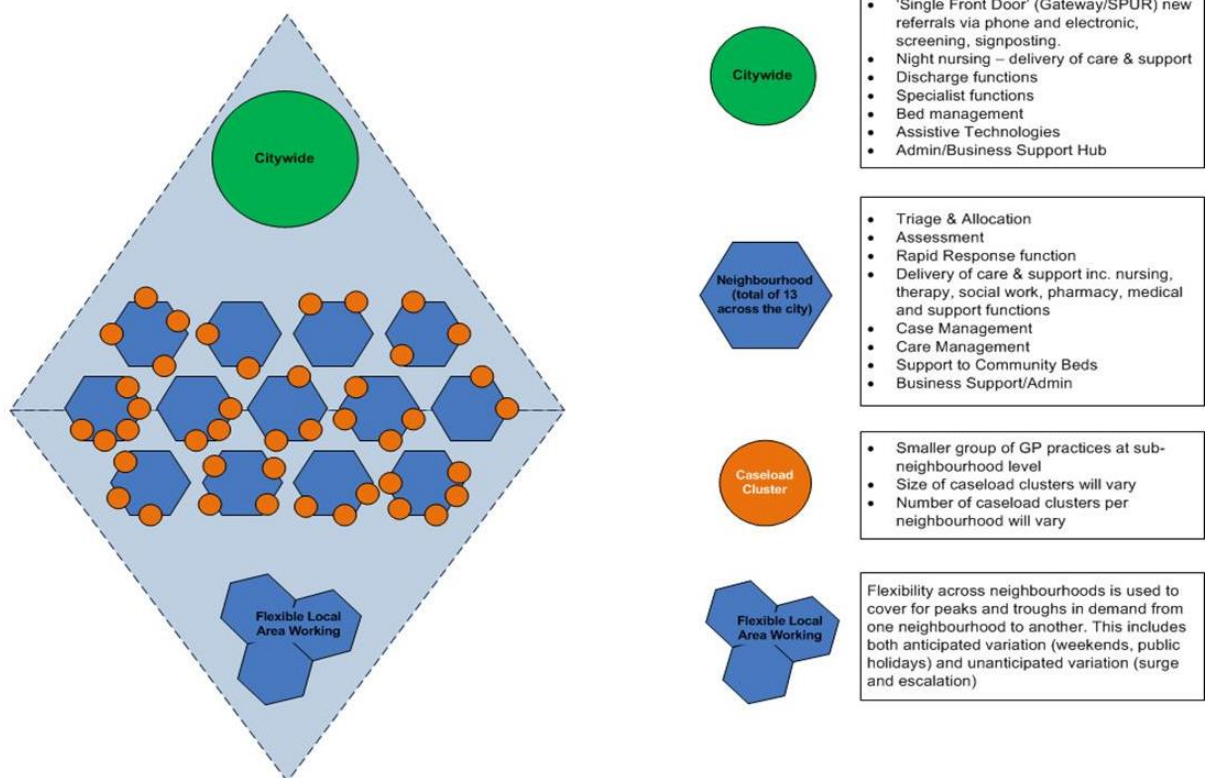 Citywide
Flexible Local
Area Working
Citywide
• 'Single Front Door' (Gateway/SPUR) new
referrals via phone and electronic,
screening, signposting.
• Night nursing – delivery of care & support
• Discharge functions
• Specialist functions
• Bed management
• Assistive Technologies
• Admin/Business Support Hub
Neighbourhood
(total of 13
across the city)
• Triage & Allocation
• Assessment
• Rapid Response function
• Delivery of care & support inc. nursing,
therapy, social work, pharmacy, medical
and support functions
• Case Management
• Care Management
• Support to Community Beds
• Business Support/Admin
Caseload
Cluster
• Smaller group of GP practices at sub-
neighbourhood level
• Size of caseload clusters will vary
• Number of caseload clusters per
neighbourhood will vary
Flexible Local
Area Working
Flexibility across neighbourhoods is used to
cover for peaks and troughs in demand from
one neighbourhood to another. This includes
both anticipated variation (weekends, public
holidays) and unanticipated variation (surge
and escalation)